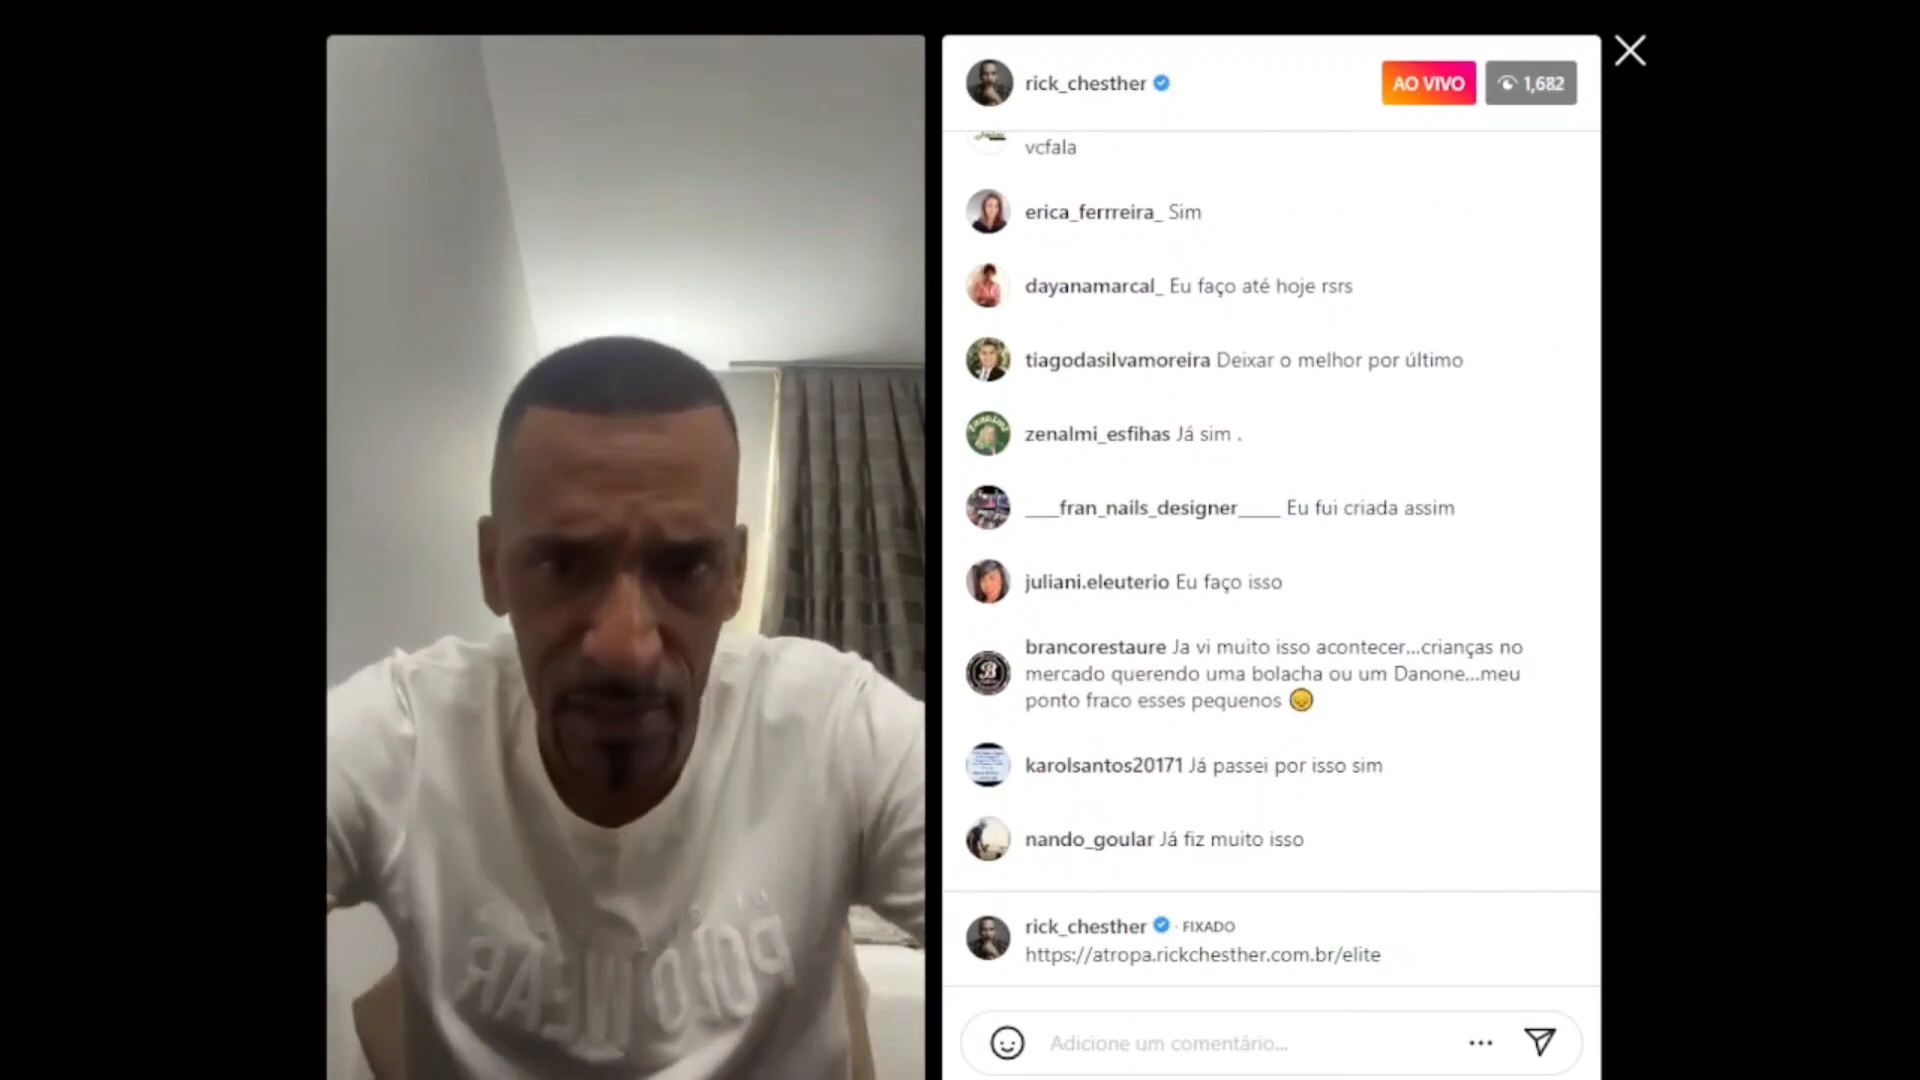 rick_chesther
AO VIVO
1,682
vcfala
erica_ferrreira_ Sim
dayanamarcal_ Eu faço até hoje rsrs
tiagodasilvamoreira Deixar o melhor por último
zenalmi_esfihas Já sim .
____fran_nails_designer_____ Eu fui criada assim
juliani.eleuterio Eu faço isso
brancorestaure Ja vi muito isso acontecer...crianças no
mercado querendo uma bolacha ou um Danone...meu
ponto fraco esses pequenos
karolsantos20171 Já passei por isso sim
nando_goular Já fiz muito isso
rick_chesther · FIXADO
https://atropa.rickchesther.com.br/elite
Adicione um comentário...
POLO WEAR